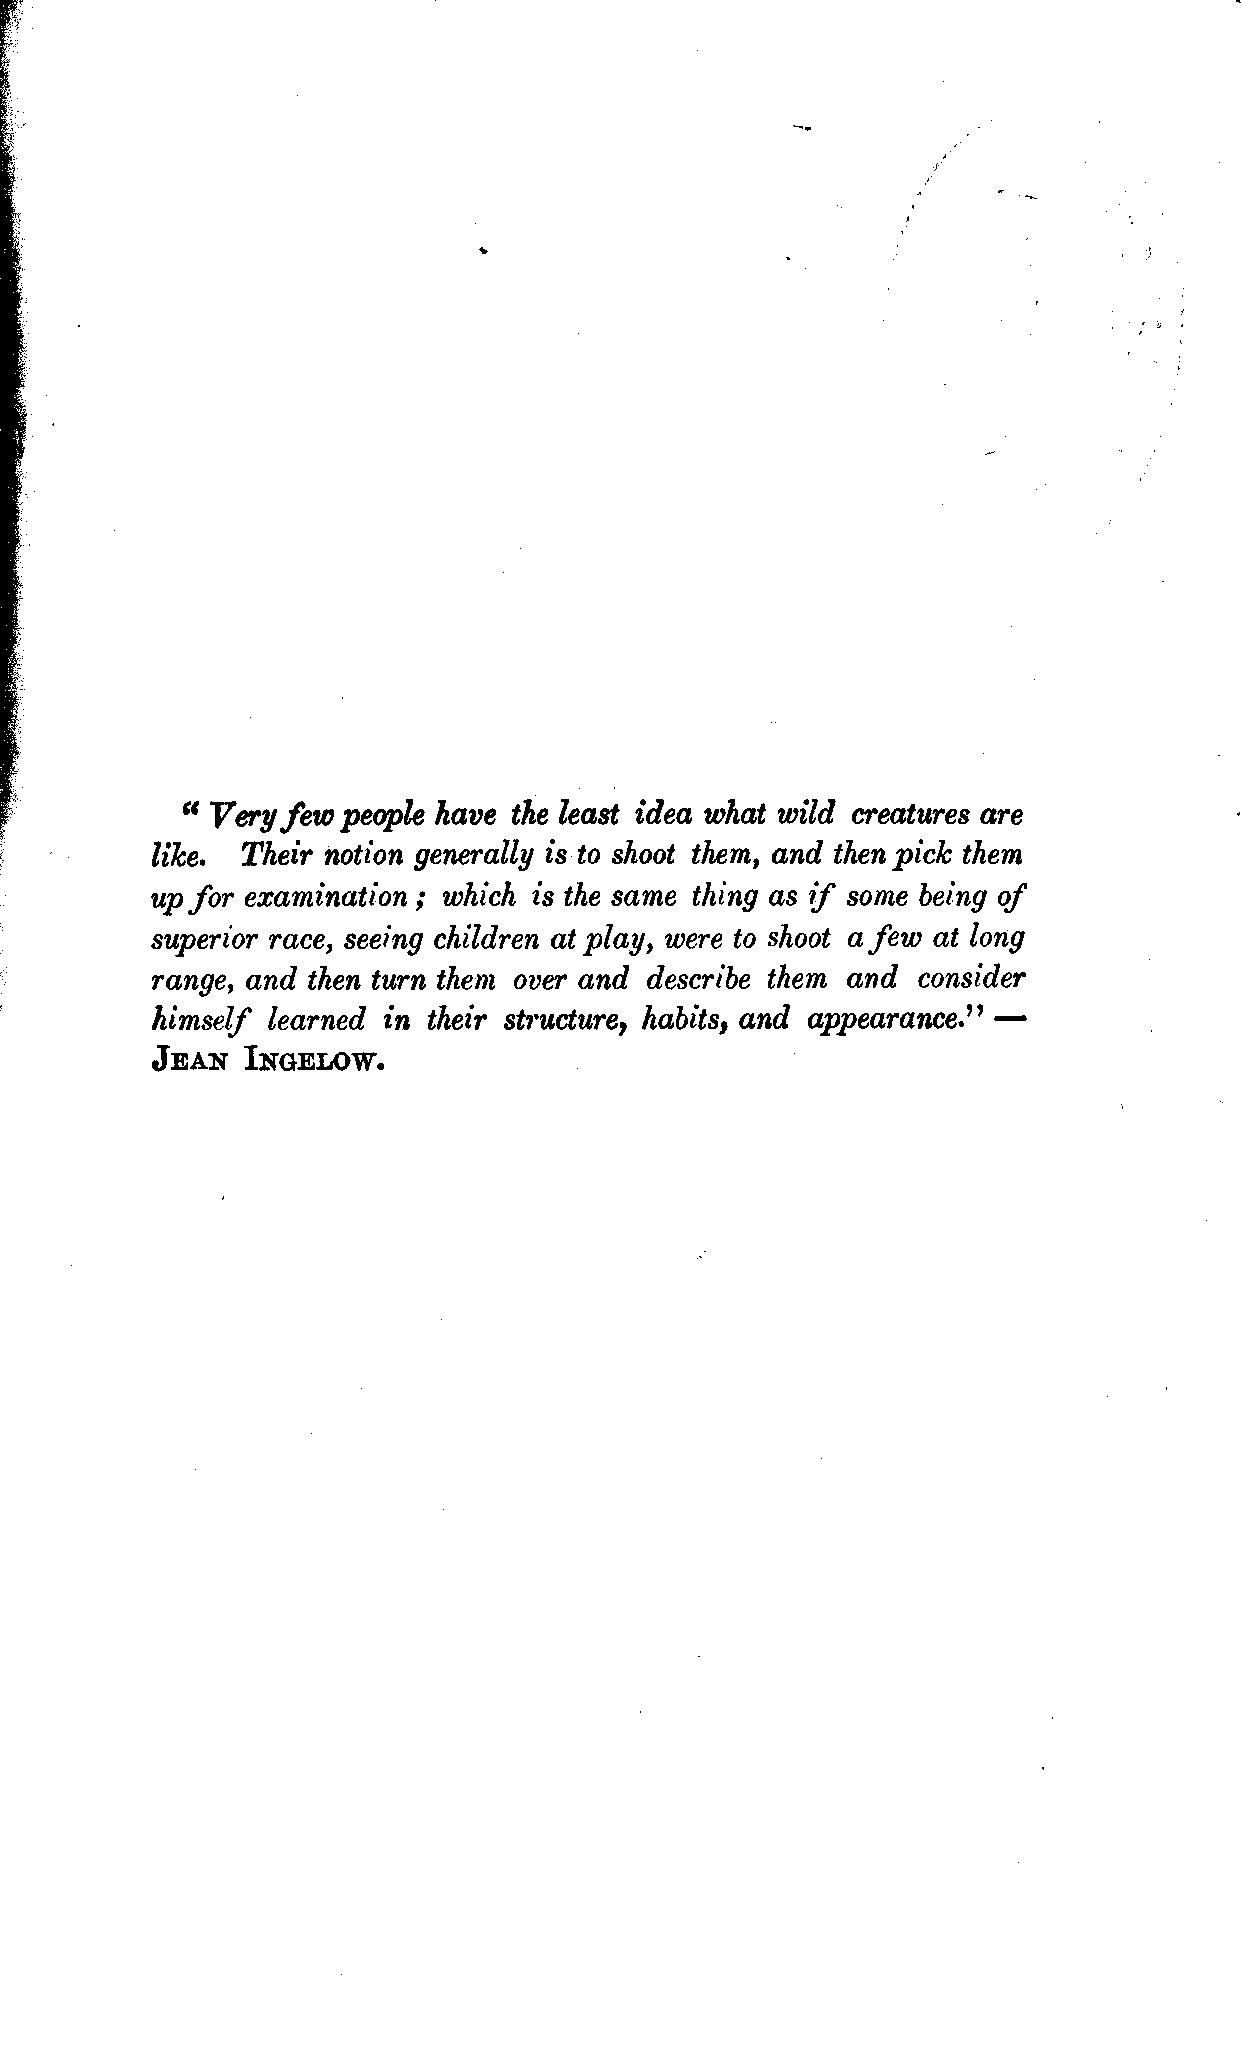 “ Very few people have the least idea what wild creatures are
like. Their notion generally is to shoot them, and then pick them
up for examination ; which is the same thing as if some being of
superior race, seeing children at play, were to shoot a few at long
range, and then turn them over and describe them and consider
himself learned in their structure, habits, and appearance.” —
JEAN INGELOW.